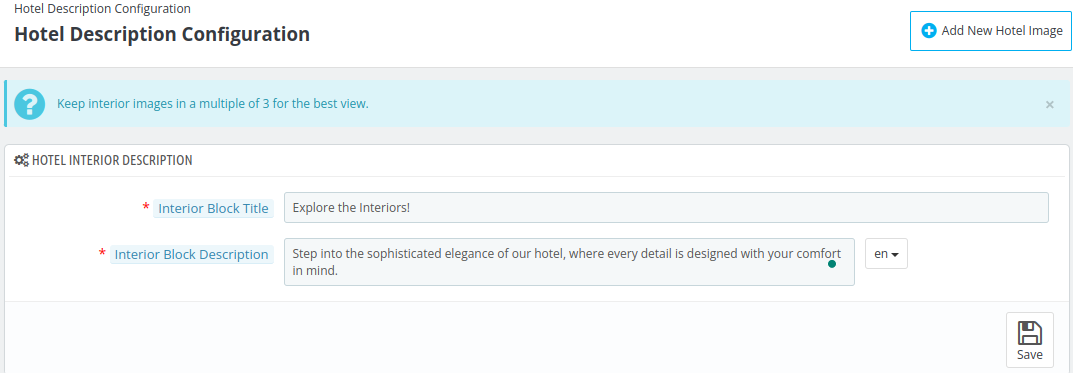 Hotel Description Configuration
Hotel Description Configuration
Add New Hotel Image
Keep interior images in a multiple of 3 for the best view.
×
HOTEL INTERIOR DESCRIPTION
* Interior Block Title
Explore the Interiors!
* Interior Block Description
Step into the sophisticated elegance of our hotel, where every detail is designed with your comfort
in mind.
en
Save